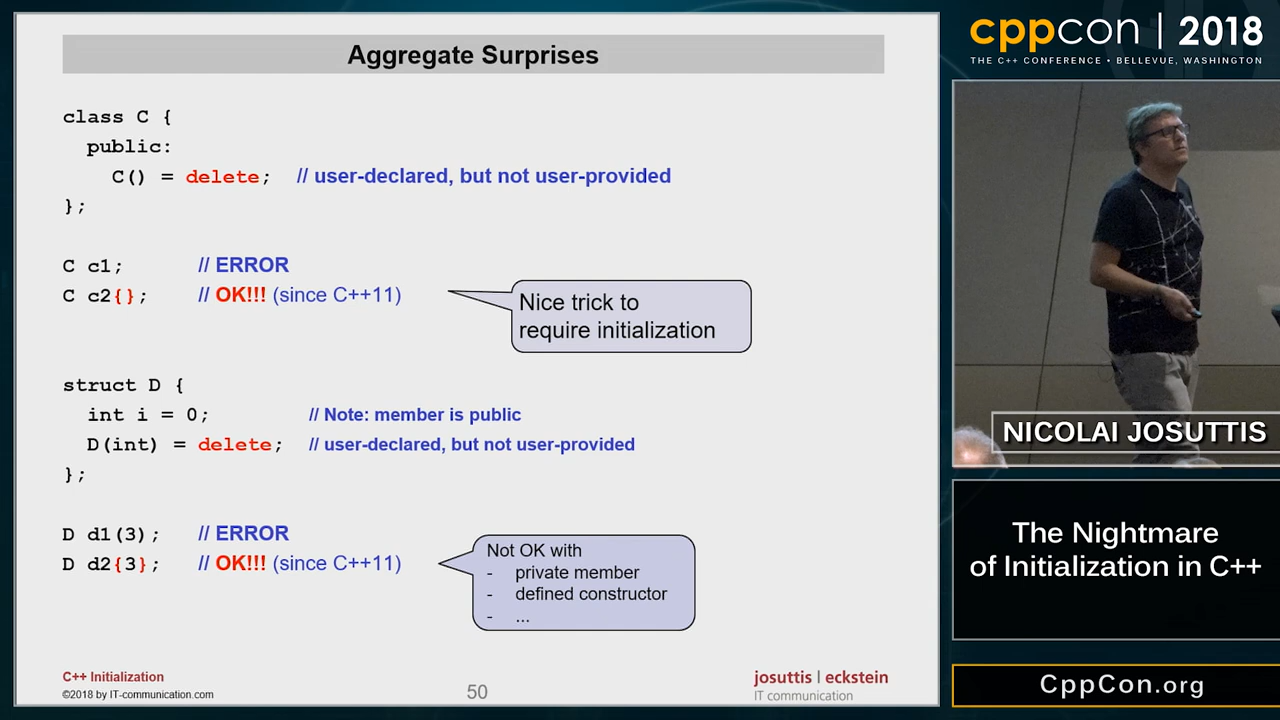 Aggregate Surprises
class C {
public:
C() = delete; // user-declared, but not user-provided
};
C c1; // ERROR
C c2{}; // OK!!! (since C++11)
Nice trick to
require initialization
struct D {
int i = 0; // Note: member is public
D(int) = delete; // user-declared, but not user-provided
};
D d1(3); // ERROR
D d2{3}; // OK!!! (since C++11)
Not OK with
- private member
- defined constructor
- ...
C++ Initialization
©2018 by IT-communication.com
50
josuttis | eckstein
IT communication
cppcon | 2018
THE C++ CONFERENCE • BELLEVUE, WASHINGTON
NICOLAI JOSUTTIS
The Nightmare
of Initialization in C++
CppCon.org